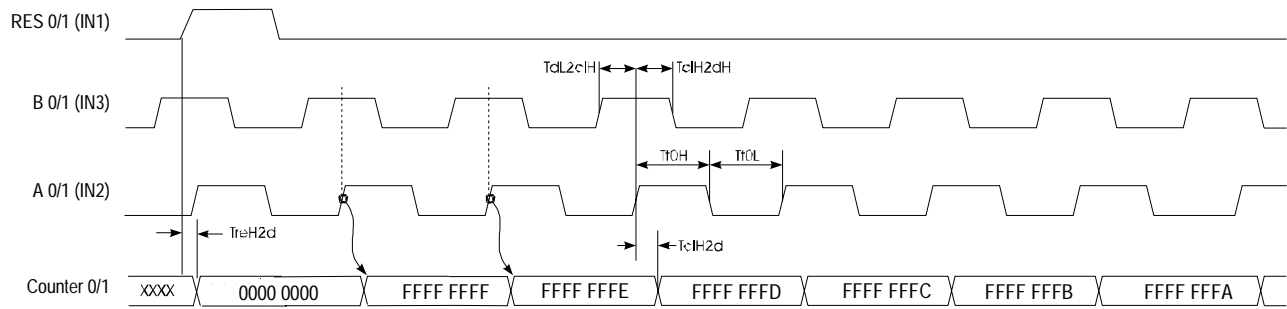 RES 0/1 (IN1)
TdL2clH TclH2dH
B 0/1 (IN3)
Tt0H Tt0L
A 0/1 (IN2)
TreH2d TclH2d
Counter 0/1 XXXX 0000 0000 FFFF FFFF FFFF FFFE FFFF FFFD FFFF FFFC FFFF FFFB FFFF FFFA